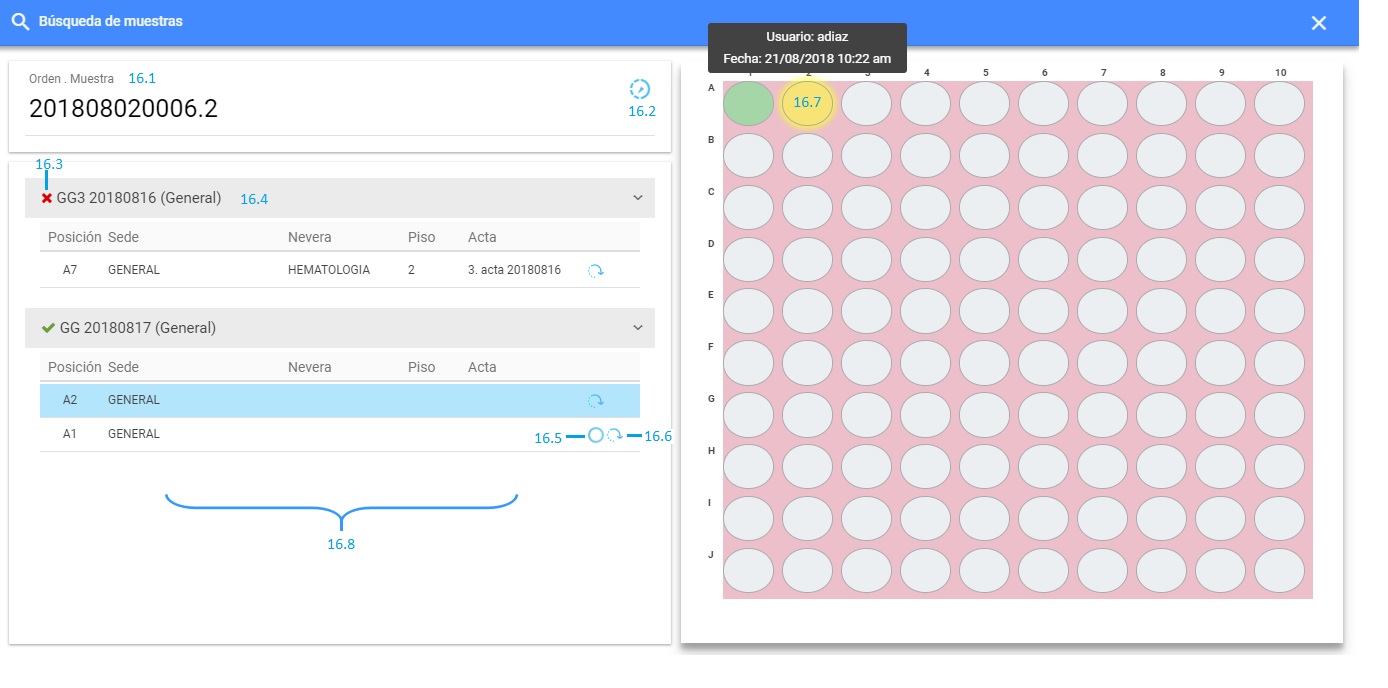 Búsqueda de muestras
Orden . Muestra 16.1
201808020006.2
16.2
16.3
GG3 20180816 (General) 16.4
Posición Sede Nevera Piso Acta
A7 GENERAL HEMATOLOGIA 2 3. acta 20180816
GG 20180817 (General)
Posición Sede Nevera Piso Acta
A2 GENERAL
A1 GENERAL
16.5 16.6
16.8
Usuario: adiaz
Fecha: 21/08/2018 10:22 am
1 2 3 4 5 6 7 8 9 10
A
16.7
B
C
D
E
F
G
H
I
J